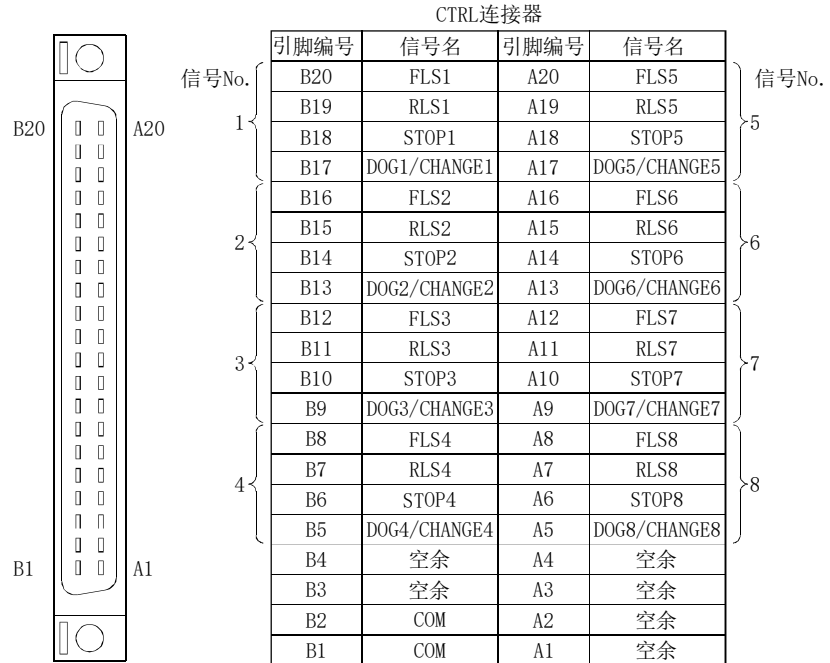 CTRL连接器
引脚编号 信号名 引脚编号 信号名
信号No. B20 FLS1 A20 FLS5 信号No.
B19 RLS1 A19 RLS5
1 5
B20 A20 B18 STOP1 A18 STOP5
B17 DOG1/CHANGE1 A17 DOG5/CHANGE5
B16 FLS2 A16 FLS6
B15 RLS2 A15 RLS6
2 6
B14 STOP2 A14 STOP6
B13 DOG2/CHANGE2 A13 DOG6/CHANGE6
B12 FLS3 A12 FLS7
B11 RLS3 A11 RLS7
3 7
B10 STOP3 A10 STOP7
B9 DOG3/CHANGE3 A9 DOG7/CHANGE7
B8 FLS4 A8 FLS8
B7 RLS4 A7 RLS8
4 8
B6 STOP4 A6 STOP8
B5 DOG4/CHANGE4 A5 DOG8/CHANGE8
B1 A1 B4 空余 A4 空余
B3 空余 A3 空余
B2 COM A2 空余
B1 COM A1 空余